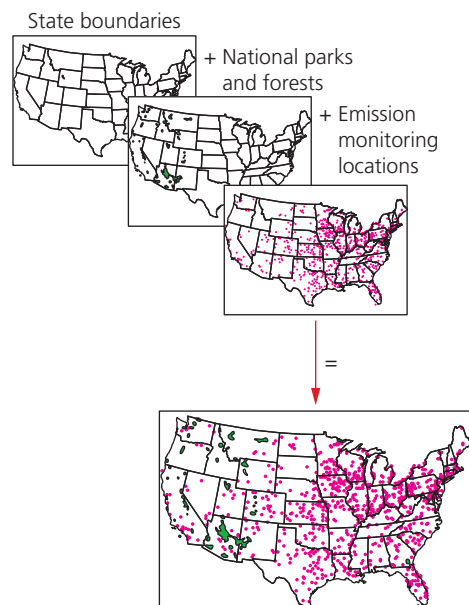 State boundaries
+ National parks
and forests
+ Emission
monitoring
locations
=